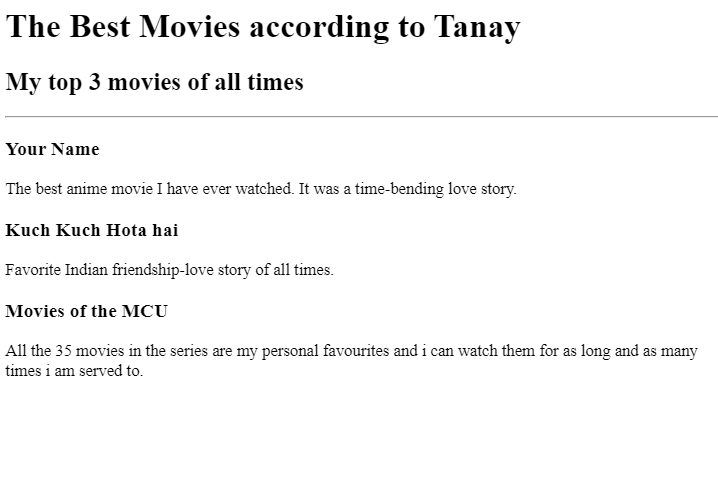 The Best Movies according to Tanay
My top 3 movies of all times
Your Name
The best anime movie I have ever watched. It was a time-bending love story.
Kuch Kuch Hota hai
Favorite Indian friendship-love story of all times.
Movies of the MCU
All the 35 movies in the series are my personal favourites and i can watch them for as long and as many
times i am served to.